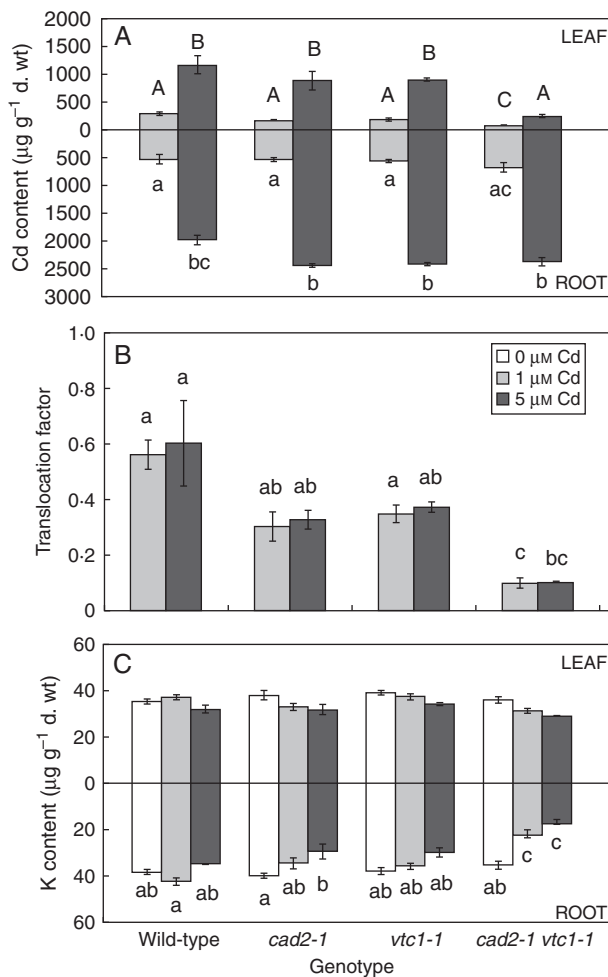 A
LEAF
Cd content (µg g−1 d. wt)
2000
1500
1000
500
0
500
1000
1500
2000
2500
3000
A B A B A B C A
a bc a b a b ac b
ROOT
B
Translocation factor
1·0
0·8
0·6
0·4
0·2
0
0 µM Cd
1 µM Cd
5 µM Cd
a a ab ab a ab c bc
C
LEAF
K content (µg g−1 d. wt)
60
40
20
0
20
40
60
ab a ab a ab b ab ab ab ab c c
ROOT
Wild-type cad2-1 vtc1-1 cad2-1 vtc1-1
Genotype